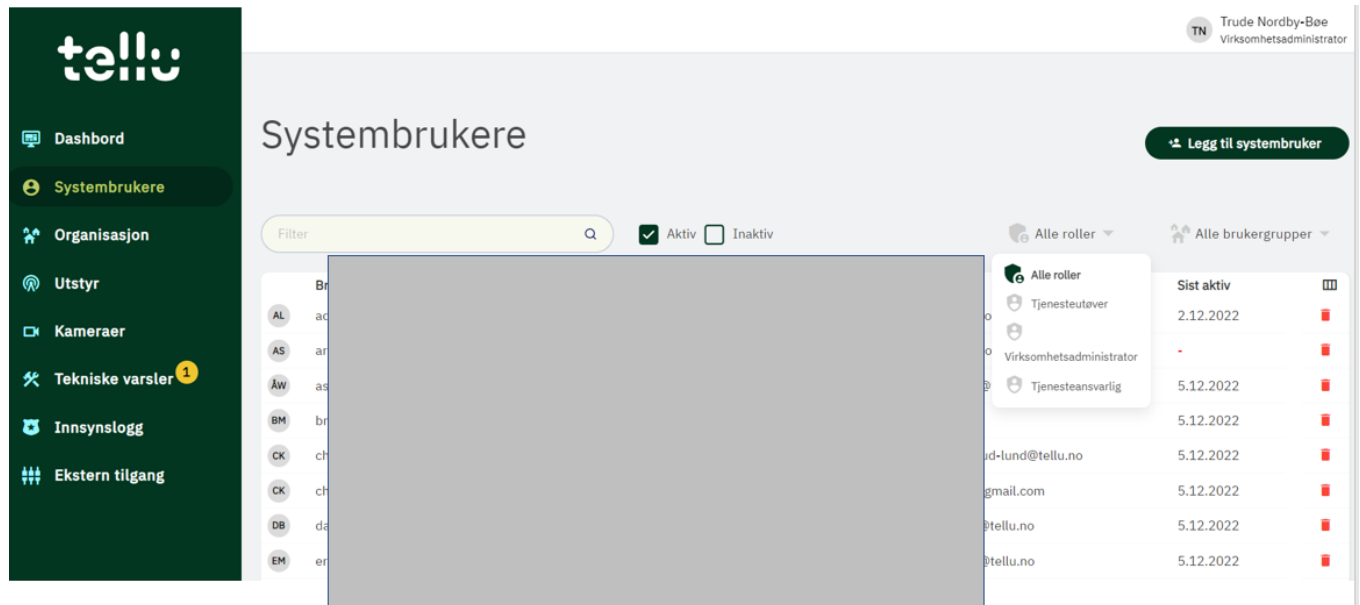 tellu
TN
Trude Nordby-Bøe
Virksomhetsadministrator
Dashbord
Systembrukere
Organisasjon
Utstyr
Kameraer
Tekniske varsler 1
Innsynslogg
Ekstern tilgang
Systembrukere
Legg til systembruker
Filter
Aktiv
Inaktiv
Alle roller
Alle brukergrupper
Alle roller
Tjenesteutøver
Virksomhetsadministrator
Tjenesteansvarlig
Sist aktiv
AL 2.12.2022
AS -
ÅW 5.12.2022
BM 5.12.2022
CK ud-lund@tellu.no 5.12.2022
CK gmail.com 5.12.2022
DB @tellu.no 5.12.2022
EM @tellu.no 5.12.2022